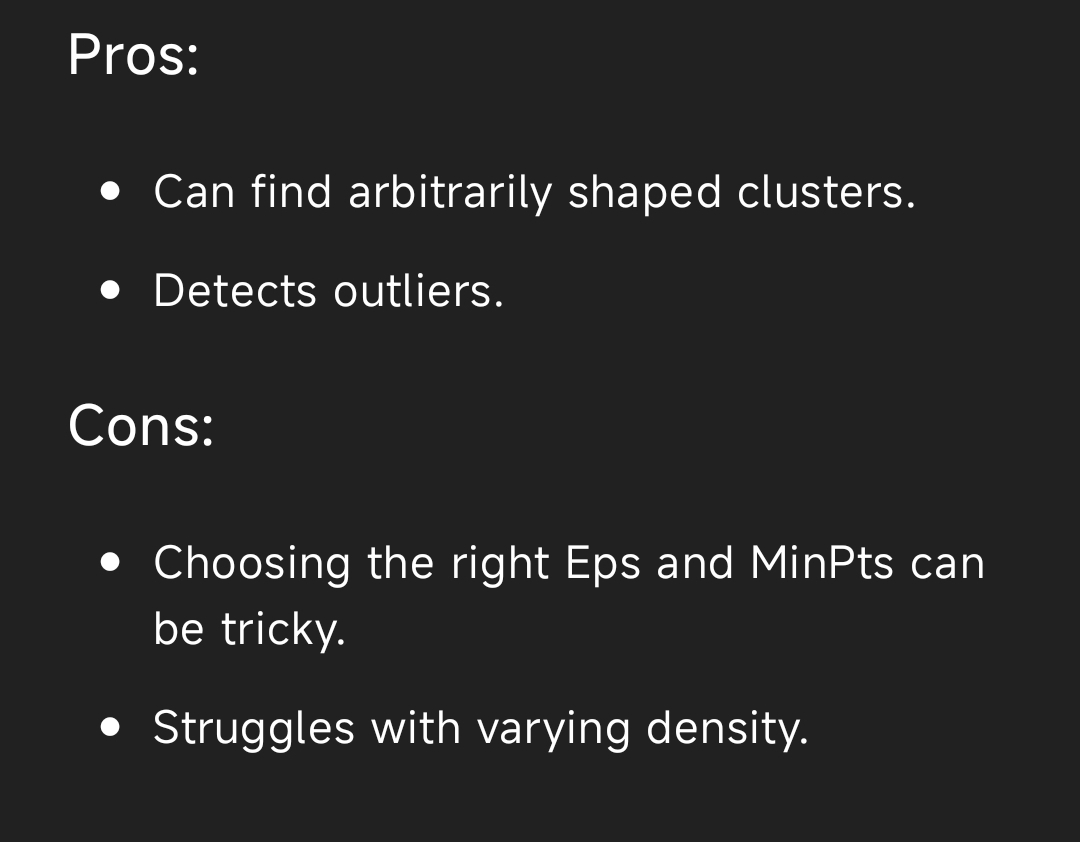 Pros:
• Can find arbitrarily shaped clusters.
• Detects outliers.
Cons:
• Choosing the right Eps and MinPts can
be tricky.
• Struggles with varying density.